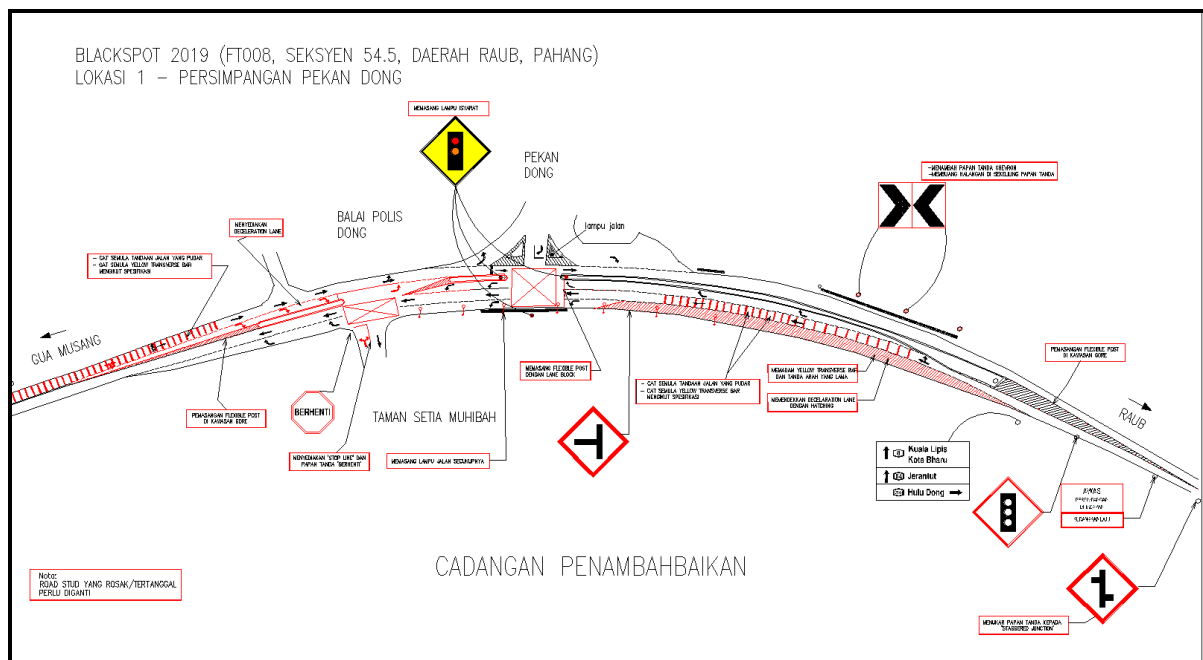 BLACKSPOT 2019 (FT008, SEKSYEN 54.5, DAERAH RAUB, PAHANG)
LOKASI 1 - PERSIMPANGAN PEKAN DONG
MEMASANG LAMPU ISYARAT
PEKAN
DONG
-MENAMBAH PAPAN TANDA CHEVRON
-MEMBUANG HALANGAN DI SEKELILING PAPAN TANDA
BALAI POLIS
DONG
lampu jalan
MENYEDIAKAN
DECELERATION LANE
- CAT SEMULA TANDAAN JALAN YANG PUDAR
- CAT SEMULA YELLOW TRANSVERSE BAR
MENGIKUT SPESIFIKASI
GUA MUSANG
PEMASANGAN FLEXIBLE POST
DI KAWASAN GORE
MEMASANG FLEXIBLE POST
DENGAN LANE BLOCK
MEMADAM YELLOW TRANSVERSE BAR
DAN TANDA ARAH YANG LAMA
- CAT SEMULA TANDAAN JALAN YANG PUDAR
- CAT SEMULA YELLOW TRANSVERSE BAR
MENGIKUT SPESIFIKASI
MEMENDEKKAN DECELARATION LANE
DENGAN HATCHING
RAUB
BERHENTI
PEMASANGAN FLEXIBLE POST
DI KAWASAN GORE
TAMAN SETIA MUHIBAH
MENYEDIAKAN "STOP LINE" DAN
PAPAN TANDA "BERHENTI"
MEMASANG LAMPU JALAN SECUKUPNYA
8 Kuala Lipis
Kota Bharu
Jerantut
Hulu Dong
AWAS
CADANGAN PENAMBAHBAIKAN
Nota:
ROAD STUD YANG ROSAK/TERTANGGAL
PERLU DIGANTI
MENUKAR PAPAN TANDA KEPADA
"STAGGERED JUNCTION"